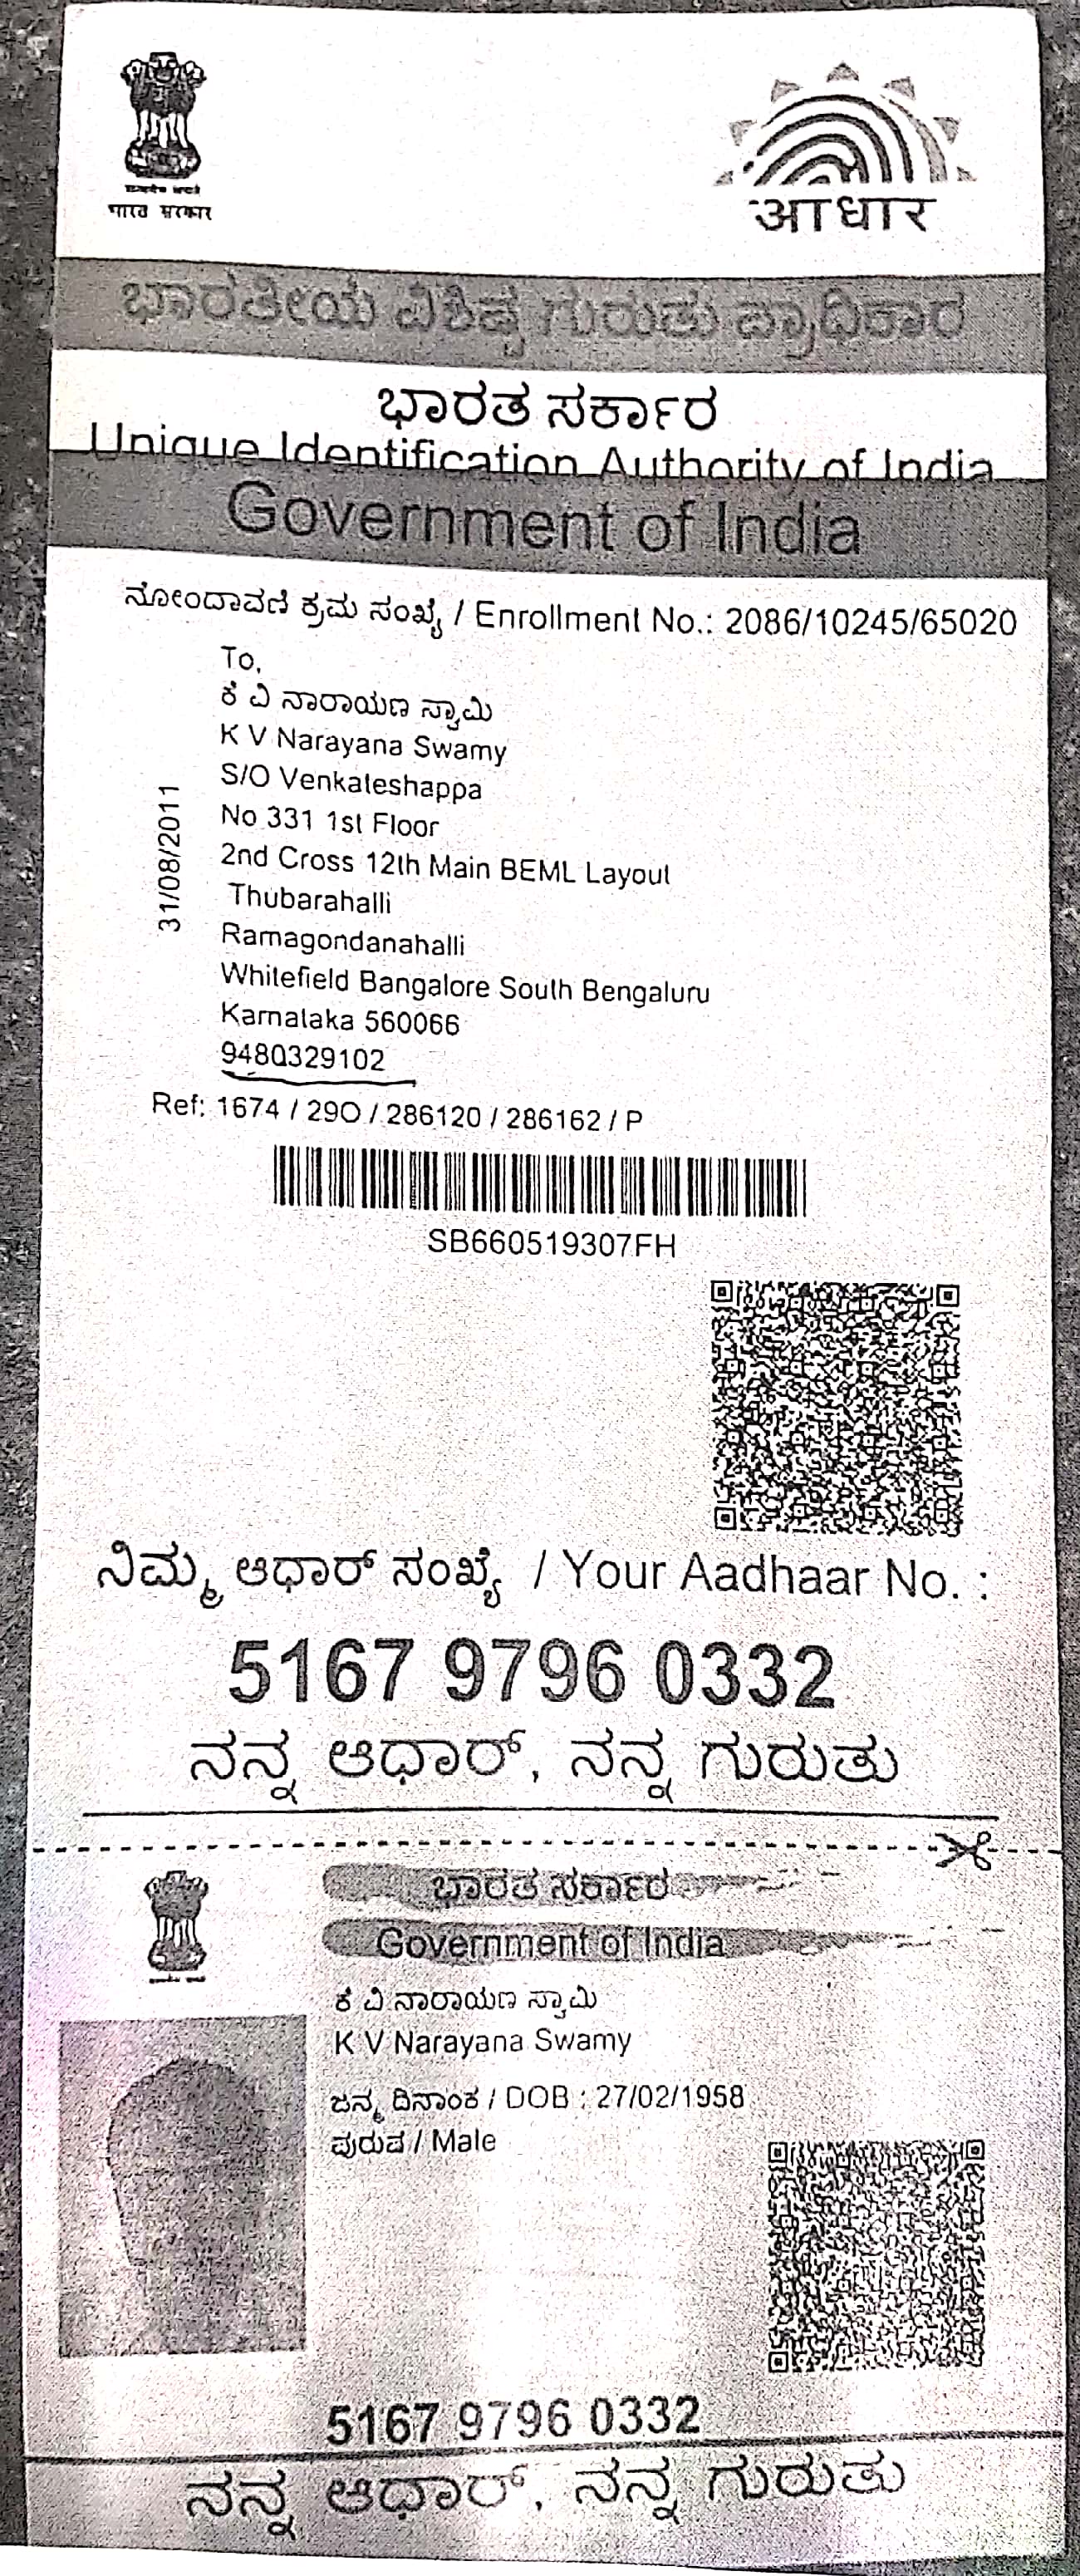 भारत सरकार
आधार
ಭಾರತೀಯ ವಿಶಿಷ್ಟ ಗುರುತು ಪ್ರಾಧಿಕಾರ
ಭಾರತ ಸರ್ಕಾರ
Unique Identification Authority of India
Government of India
ನೋಂದಾವಣಿ ಕ್ರಮ ಸಂಖ್ಯೆ / Enrollment No.: 2086/10245/65020
To,
ಕೆ ವಿ ನಾರಾಯಣ ಸ್ವಾಮಿ
K V Narayana Swamy
S/O Venkateshappa
No 331 1st Floor
2nd Cross 12th Main BEML Layout
Thubarahalli
Ramagondanahalli
Whitefield Bangalore South Bengaluru
Karnataka 560066
9480329102
31/08/2011
Ref: 1674 / 29O / 286120 / 286162 / P
SB660519307FH
ನಿಮ್ಮ ಆಧಾರ್ ಸಂಖ್ಯೆ / Your Aadhaar No. :
5167 9796 0332
ನನ್ನ ಆಧಾರ್, ನನ್ನ ಗುರುತು
ಭಾರತ ಸರ್ಕಾರ
Government of India
ಕೆ ವಿ ನಾರಾಯಣ ಸ್ವಾಮಿ
K V Narayana Swamy
ಜನ್ಮ ದಿನಾಂಕ / DOB : 27/02/1958
ಪುರುಷ / Male
5167 9796 0332
ನನ್ನ ಆಧಾರ್, ನನ್ನ ಗುರುತು